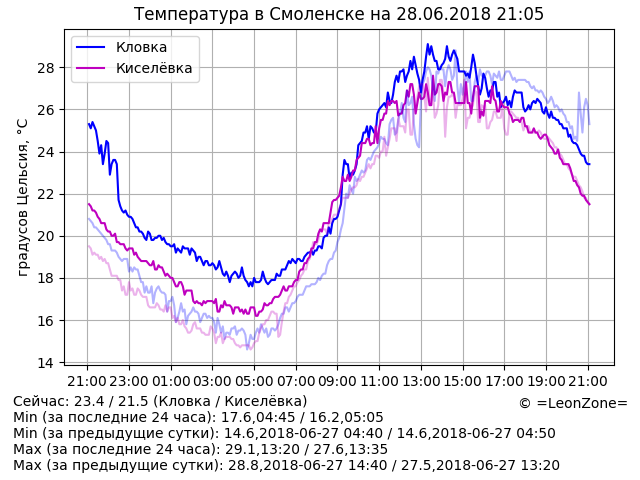 Температура в Смоленске на 28.06.2018 21:05
Кловка
Киселёвка
градусов Цельсия, °C
28
26
24
22
20
18
16
14
21:00 23:00 01:00 03:00 05:00 07:00 09:00 11:00 13:00 15:00 17:00 19:00 21:00
Сейчас: 23.4 / 21.5 (Кловка / Киселёвка)
© =LeonZone=
Min (за последние 24 часа): 17.6,04:45 / 16.2,05:05
Min (за предыдущие сутки): 14.6,2018-06-27 04:40 / 14.6,2018-06-27 04:50
Max (за последние 24 часа): 29.1,13:20 / 27.6,13:35
Max (за предыдущие сутки): 28.8,2018-06-27 14:40 / 27.5,2018-06-27 13:20